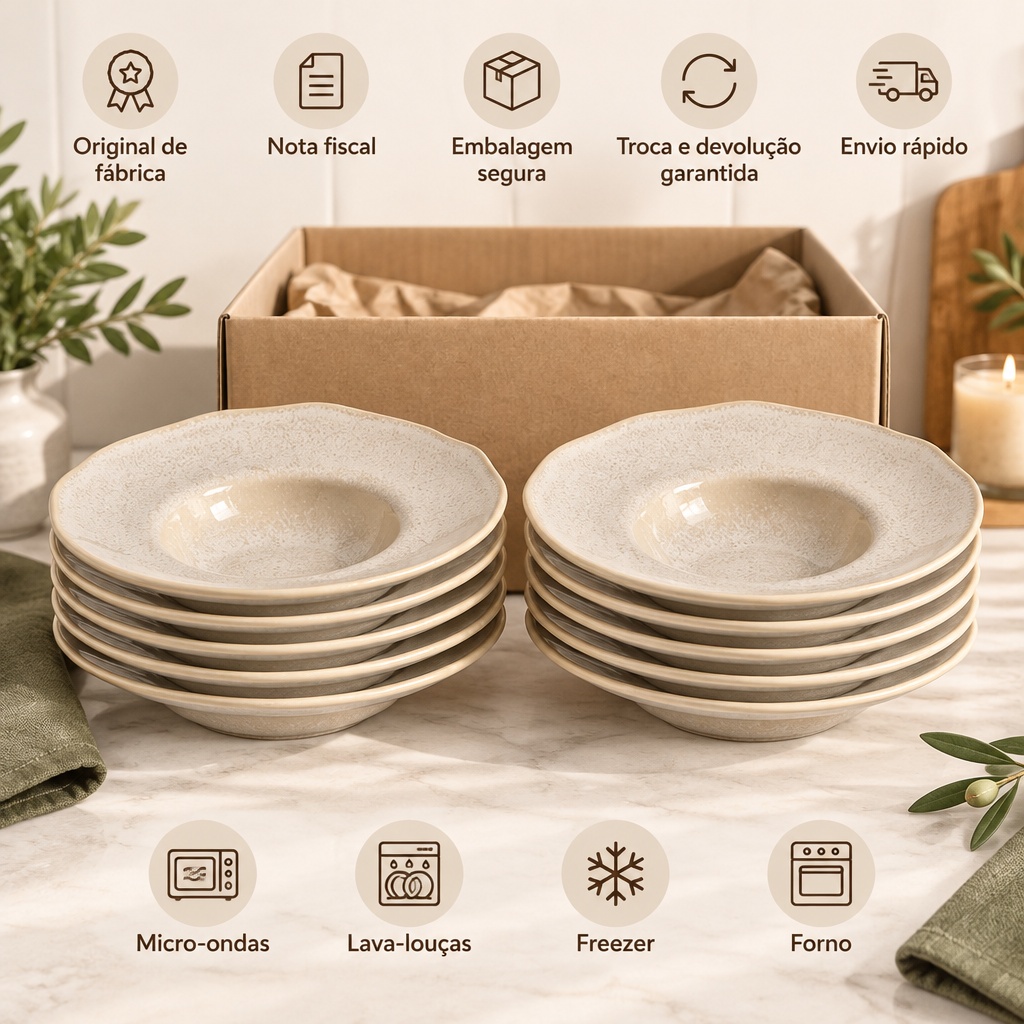 Original de
fábrica
Nota fiscal
Embalagem
segura
Troca e devolução
garantida
Envio rápido
Micro-ondas
Lava-louças
Freezer
Forno